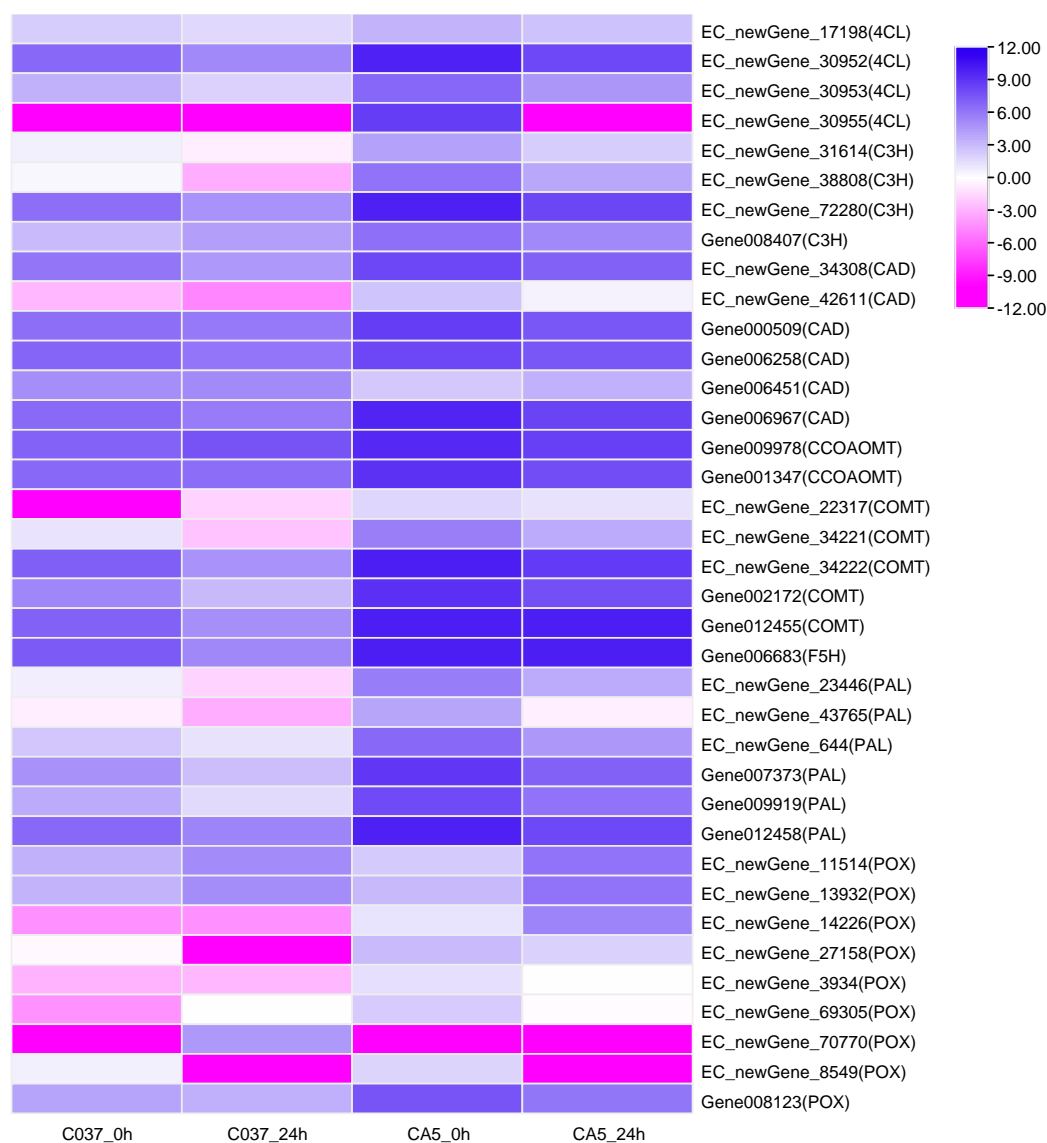 EC_newGene_17198(4CL)
EC_newGene_30952(4CL)
EC_newGene_30953(4CL)
EC_newGene_30955(4CL)
EC_newGene_31614(C3H)
EC_newGene_38808(C3H)
EC_newGene_72280(C3H)
Gene008407(C3H)
EC_newGene_34308(CAD)
EC_newGene_42611(CAD)
Gene000509(CAD)
Gene006258(CAD)
Gene006451(CAD)
Gene006967(CAD)
Gene009978(CCOAOMT)
Gene001347(CCOAOMT)
EC_newGene_22317(COMT)
EC_newGene_34221(COMT)
EC_newGene_34222(COMT)
Gene002172(COMT)
Gene012455(COMT)
Gene006683(F5H)
EC_newGene_23446(PAL)
EC_newGene_43765(PAL)
EC_newGene_644(PAL)
Gene007373(PAL)
Gene009919(PAL)
Gene012458(PAL)
EC_newGene_11514(POX)
EC_newGene_13932(POX)
EC_newGene_14226(POX)
EC_newGene_27158(POX)
EC_newGene_3934(POX)
EC_newGene_69305(POX)
EC_newGene_70770(POX)
EC_newGene_8549(POX)
Gene008123(POX)
12.00
9.00
6.00
3.00
0.00
-3.00
-6.00
-9.00
-12.00
C037_0h C037_24h CA5_0h CA5_24h